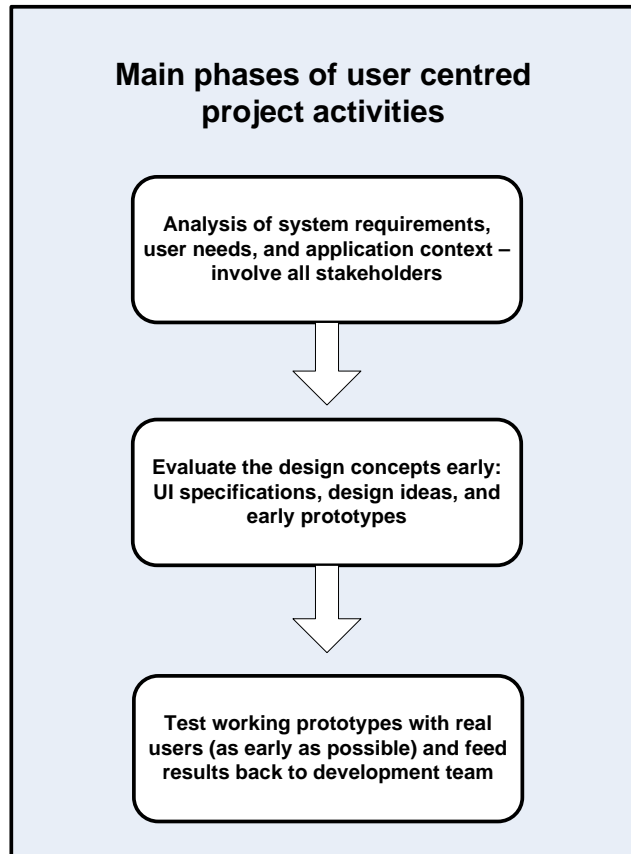 Main phases of user centred
project activities
Analysis of system requirements,
user needs, and application context –
involve all stakeholders
Evaluate the design concepts early:
UI specifications, design ideas, and
early prototypes
Test working prototypes with real
users (as early as possible) and feed
results back to development team